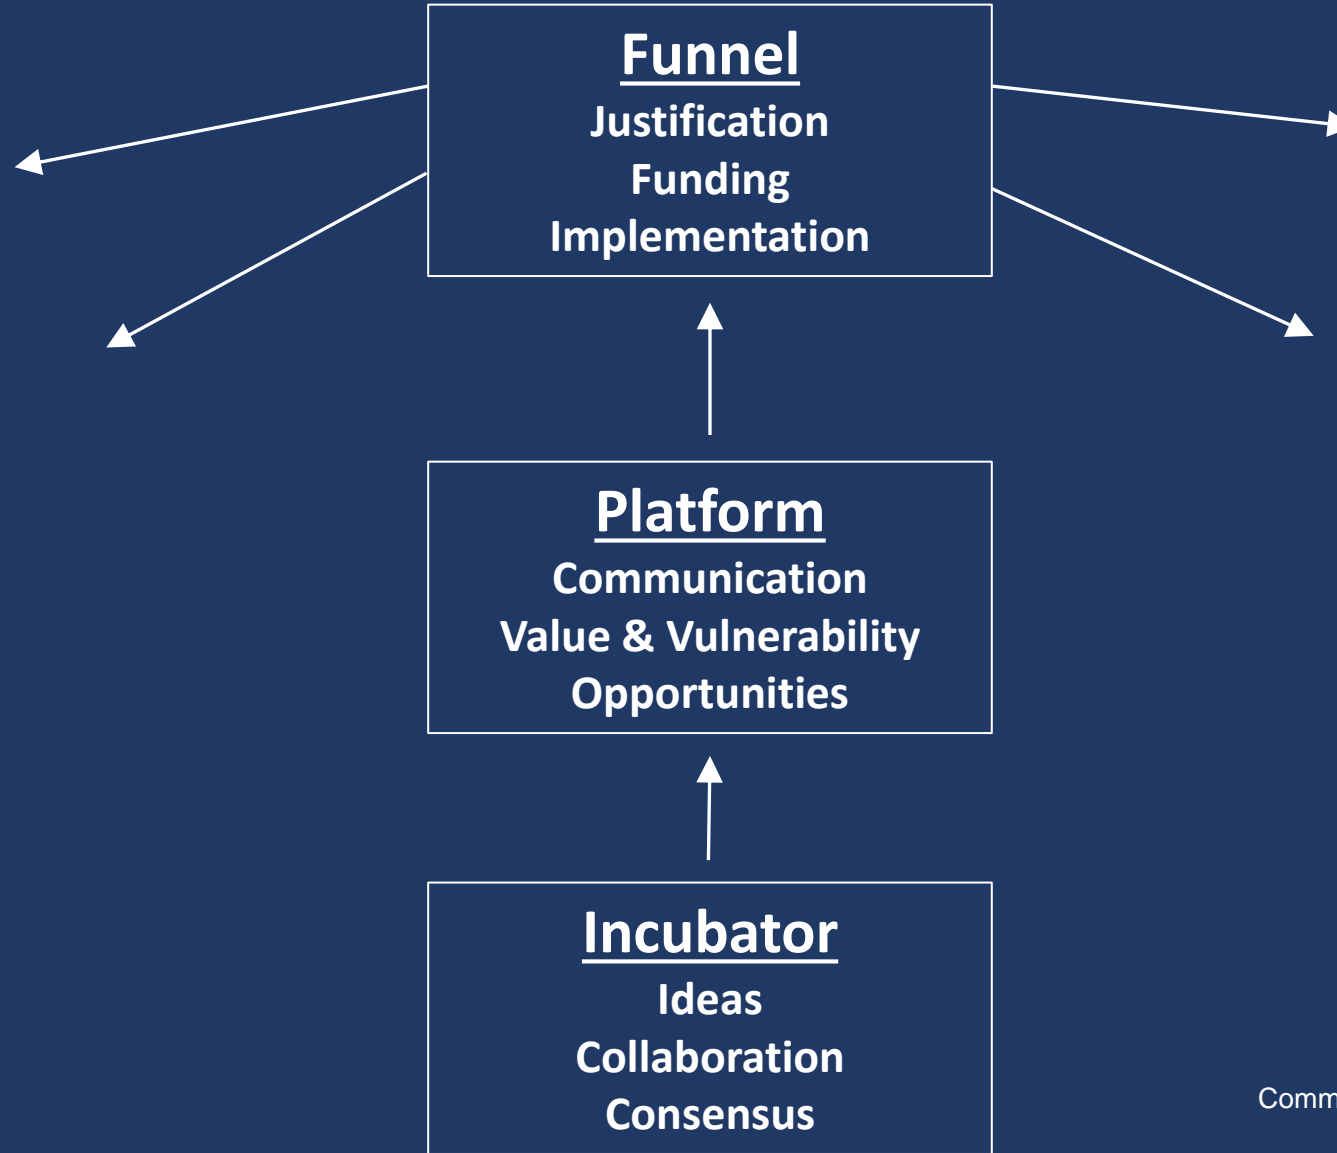 Funnel
Justification
Funding
Implementation
Platform
Communication
Value & Vulnerability
Opportunities
Incubator
Ideas
Collaboration
Consensus
Comm